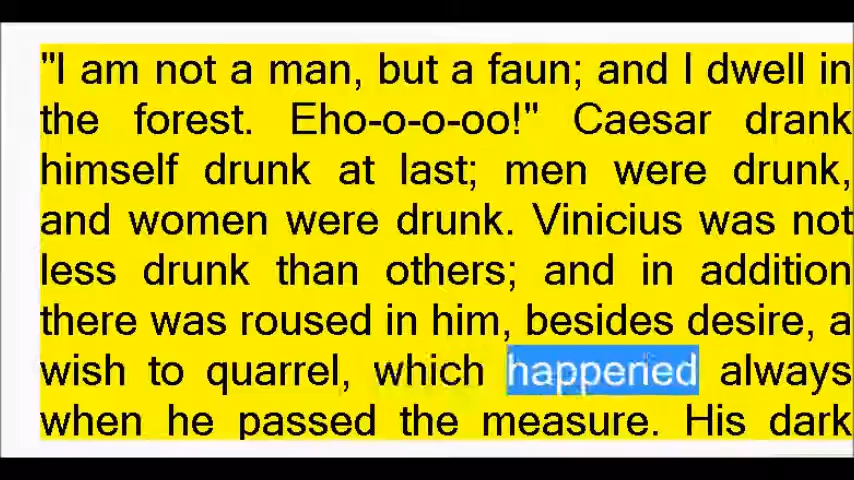 "I am not a man, but a faun; and I dwell in
the forest. Eho-o-o-oo!" Caesar drank
himself drunk at last; men were drunk,
and women were drunk. Vinicius was not
less drunk than others; and in addition
there was roused in him, besides desire, a
wish to quarrel, which happened always
when he passed the measure. His dark